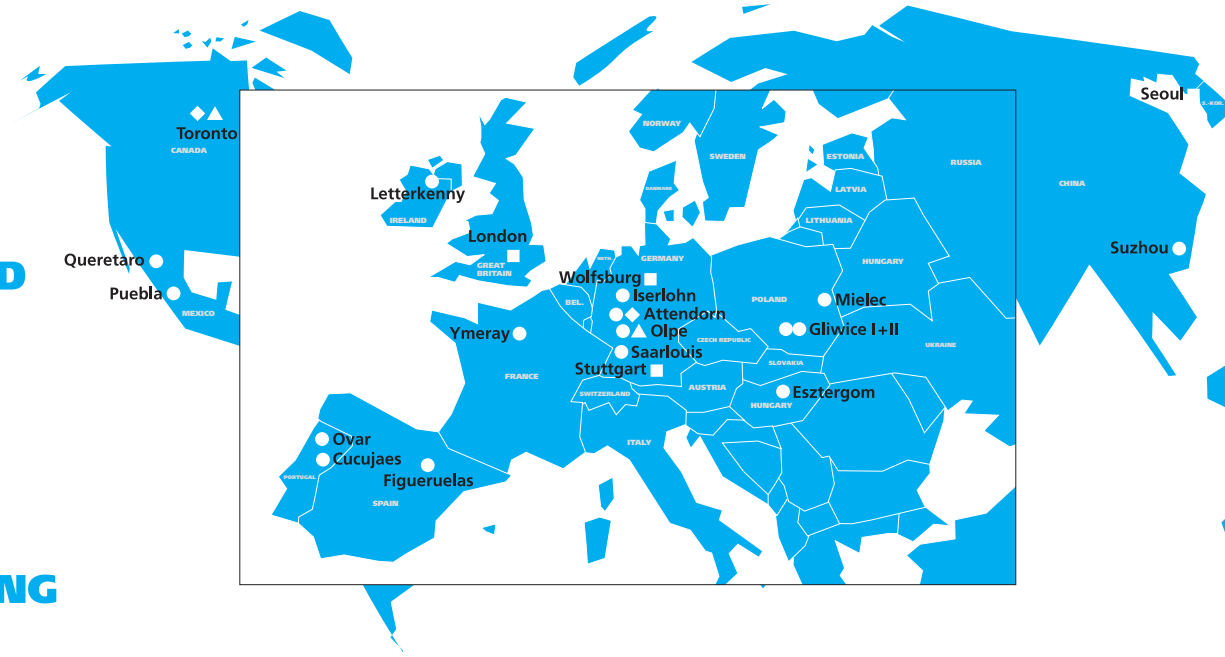 Seoul
S.-KOR.
Toronto
CANADA
NORWAY
SWEDEN
ESTONIA
RUSSIA
CHINA
Letterkenny
DENMARK
LATVIA
IRELAND
LITHUANIA
London
Suzhou
Queretaro
GREAT
BRITAIN
NETH.
GERMANY
HUNGARY
D
Wolfsburg
Puebla
Iserlohn
BEL.
POLAND
Mielec
MEXICO
Attendorn
Ymeray
Olpe
Gliwice I+II
CZECH REPUBLIC
UKRAINE
Saarlouis
SLOVAKIA
Stuttgart
FRANCE
AUSTRIA
SWITZERLAND
Esztergom
HUNGARY
Ovar
ITALY
Cucujaes
PORTUGAL
Figueruelas
SPAIN
NG